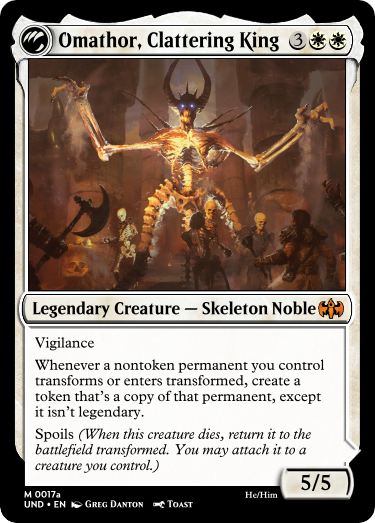 Omathor, Clattering King 3
Legendary Creature — Skeleton Noble
Vigilance
Whenever a nontoken permanent you control
transforms or enters transformed, create a
token that's a copy of that permanent, except
it isn't legendary.
Spoils (When this creature dies, return it to the
battlefield transformed. You may attach it to a
creature you control.)
5/5
M 0017a
UND • EN Greg Danton Toast
He/Him